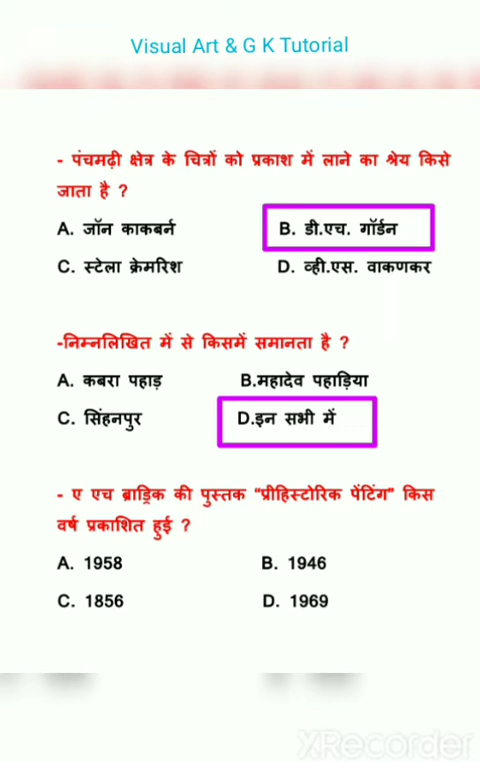 Visual Art & G K Tutorial
- पंचमढ़ी क्षेत्र के चित्रों को प्रकाश में लाने का श्रेय किसे
जाता है ?
A. जॉन काकबर्न B. डी.एच. गॉर्डन
C. स्टेला क्रेमरिश D. व्ही.एस. वाकणकर
-निम्नलिखित में से किसमें समानता है ?
A. कबरा पहाड़ B.महादेव पहाड़िया
C. सिंहनपुर D.इन सभी में
- ए एच ब्राड्रिक की पुस्तक “प्रीहिस्टोरिक पेंटिंग” किस
वर्ष प्रकाशित हुई ?
A. 1958 B. 1946
C. 1856 D. 1969
XRecorder